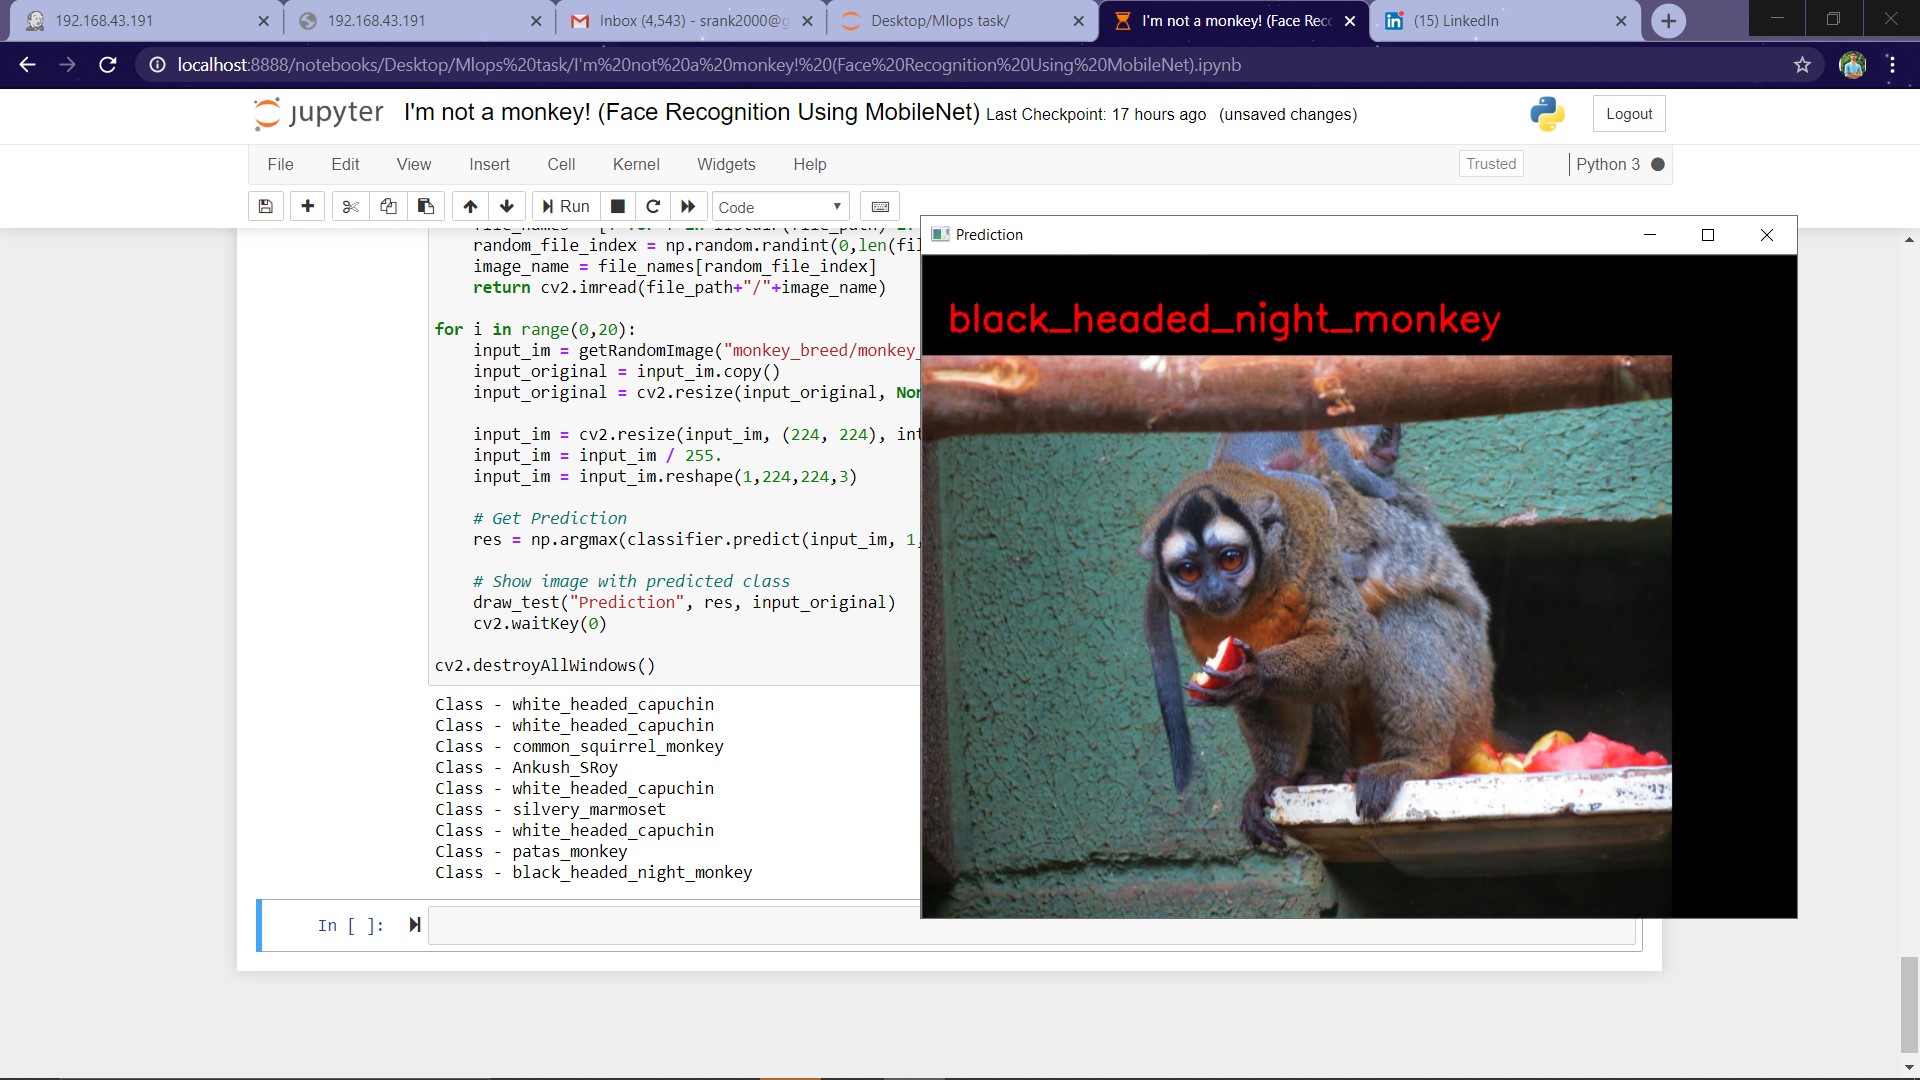 192.168.43.191
192.168.43.191
Inbox (4,543) - srank2000@g
Desktop/Mlops task/
I'm not a monkey! (Face Rec
(15) LinkedIn
localhost:8888/notebooks/Desktop/Mlops%20task/I'm%20not%20a%20monkey!%20(Face%20Recognition%20Using%20MobileNet).ipynb
jupyter I'm not a monkey! (Face Recognition Using MobileNet) Last Checkpoint: 17 hours ago (unsaved changes)
Logout
File Edit View Insert Cell Kernel Widgets Help
Trusted
Python 3
Run
Code
random_file_index = np.random.randint(0,len(fil
image_name = file_names[random_file_index]
return cv2.imread(file_path+"/"+image_name)
for i in range(0,20):
input_im = getRandomImage("monkey_breed/monkey_
input_original = input_im.copy()
input_original = cv2.resize(input_original, Non
input_im = cv2.resize(input_im, (224, 224), int
input_im = input_im / 255.
input_im = input_im.reshape(1,224,224,3)
# Get Prediction
res = np.argmax(classifier.predict(input_im, 1,
# Show image with predicted class
draw_test("Prediction", res, input_original)
cv2.waitKey(0)
cv2.destroyAllWindows()
Class - white_headed_capuchin
Class - white_headed_capuchin
Class - common_squirrel_monkey
Class - Ankush_SRoy
Class - white_headed_capuchin
Class - silvery_marmoset
Class - white_headed_capuchin
Class - patas_monkey
Class - black_headed_night_monkey
In [ ]:
Prediction
black_headed_night_monkey